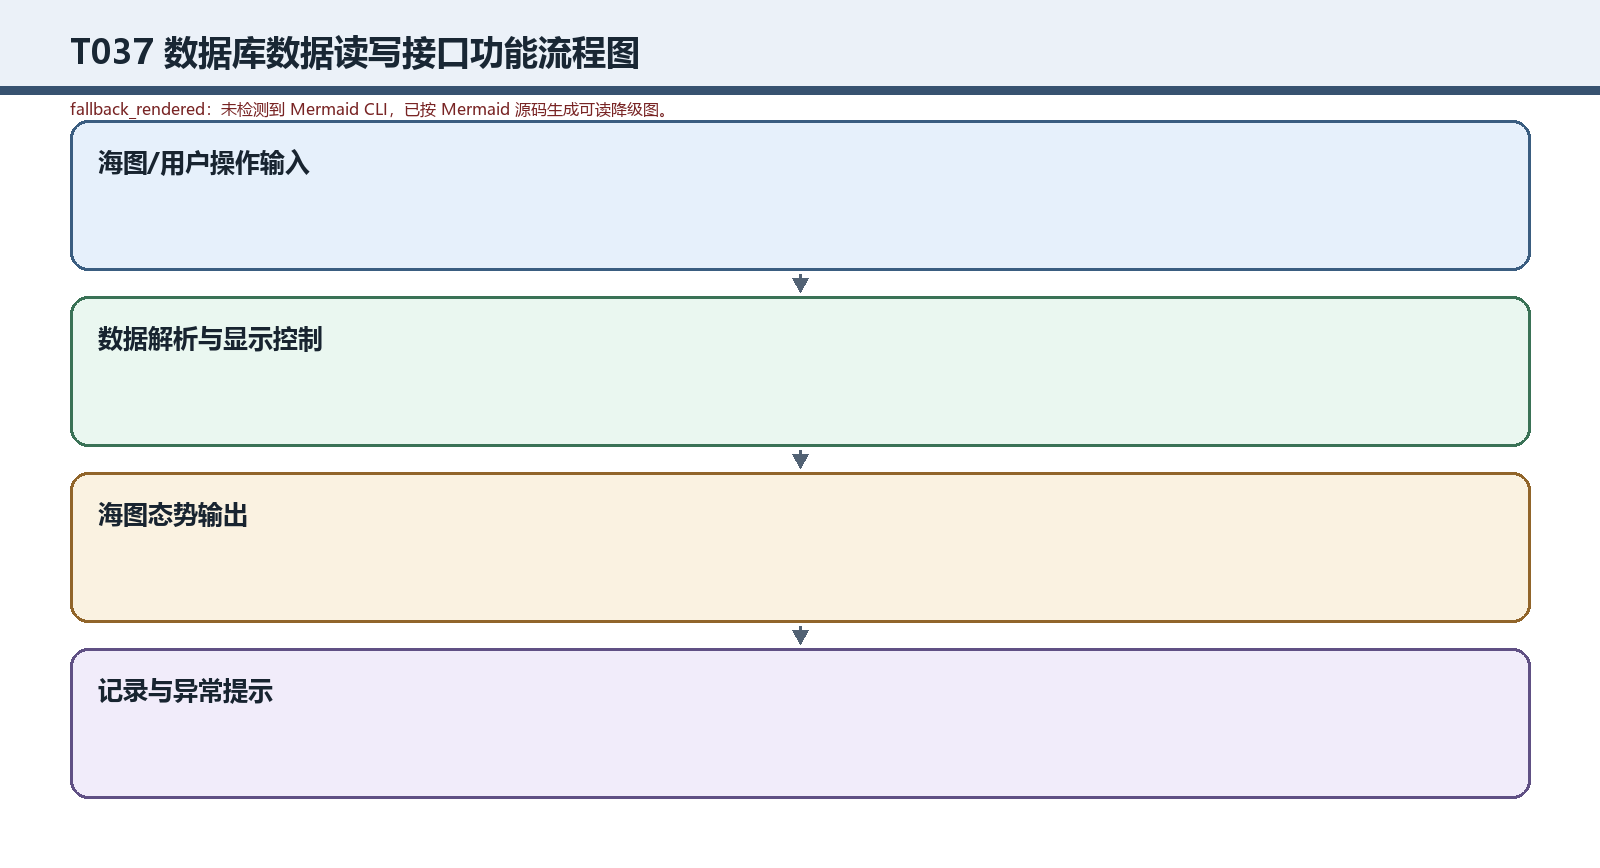 T037 数据库数据读写接口功能流程图
fallback_rendered：未检测到 Mermaid CLI，已按 Mermaid 源码生成可读降级图。
海图/用户操作输入
数据解析与显示控制
海图态势输出
记录与异常提示